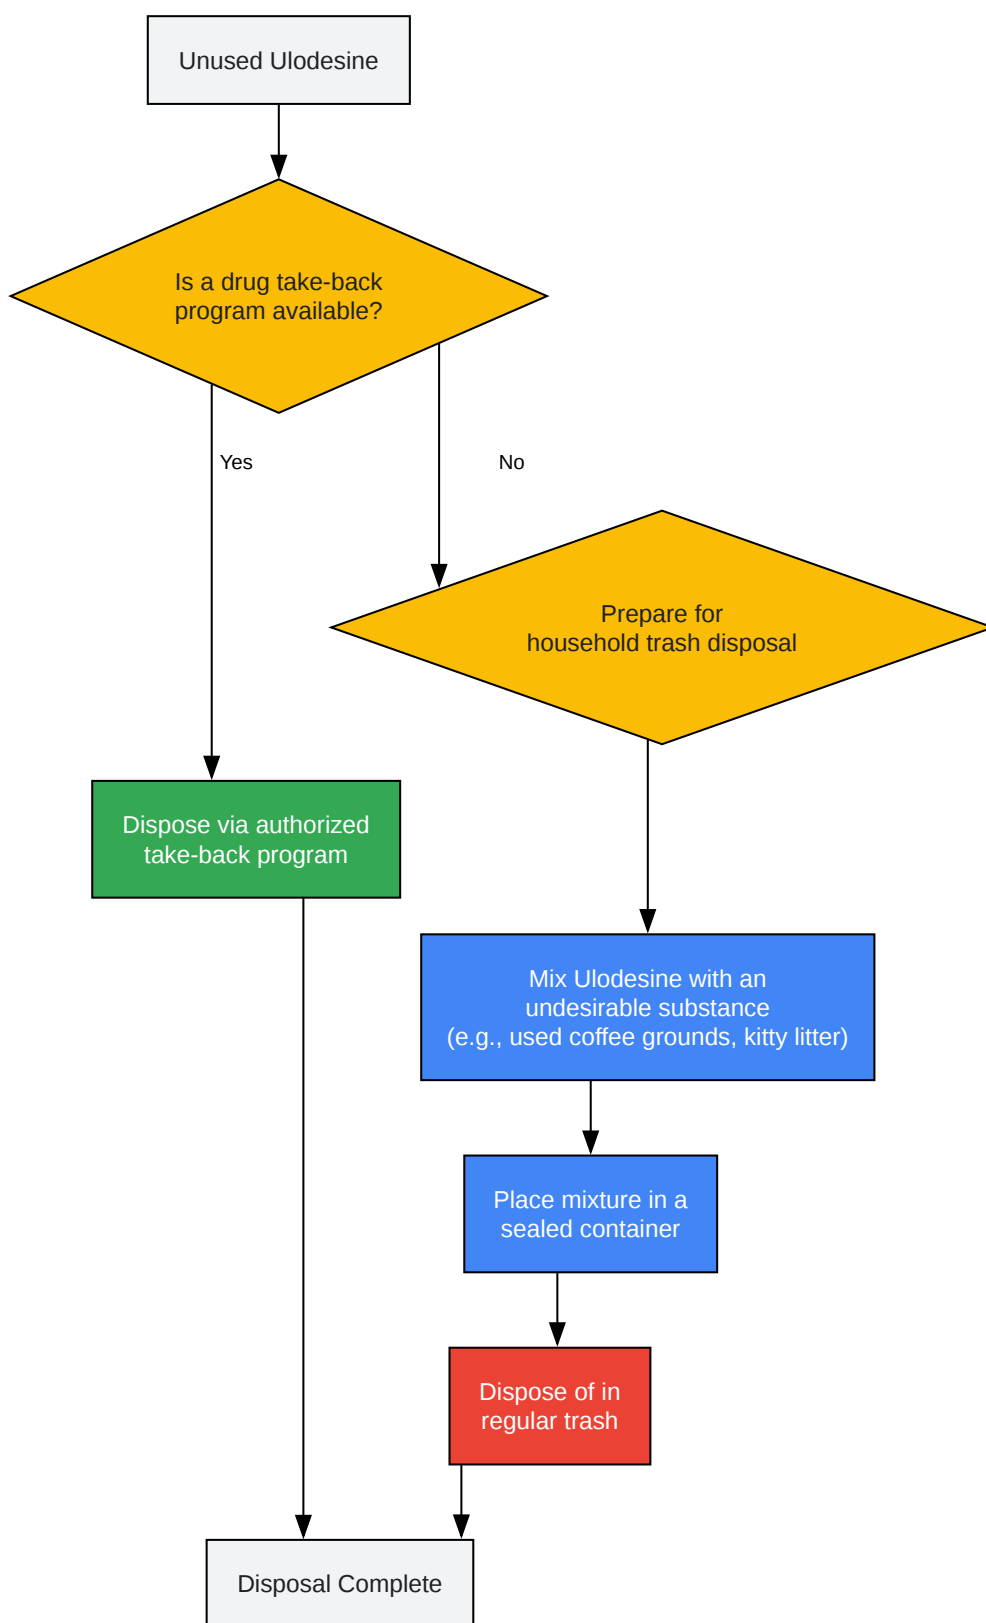 Unused Ulodesine
Is a drug take-back
program available?
Yes
No
Prepare for
household trash disposal
Dispose via authorized
take-back program
Mix Ulodesine with an
undesirable substance
(e.g., used coffee grounds, kitty litter)
Place mixture in a
sealed container
Dispose of in
regular trash
Disposal Complete